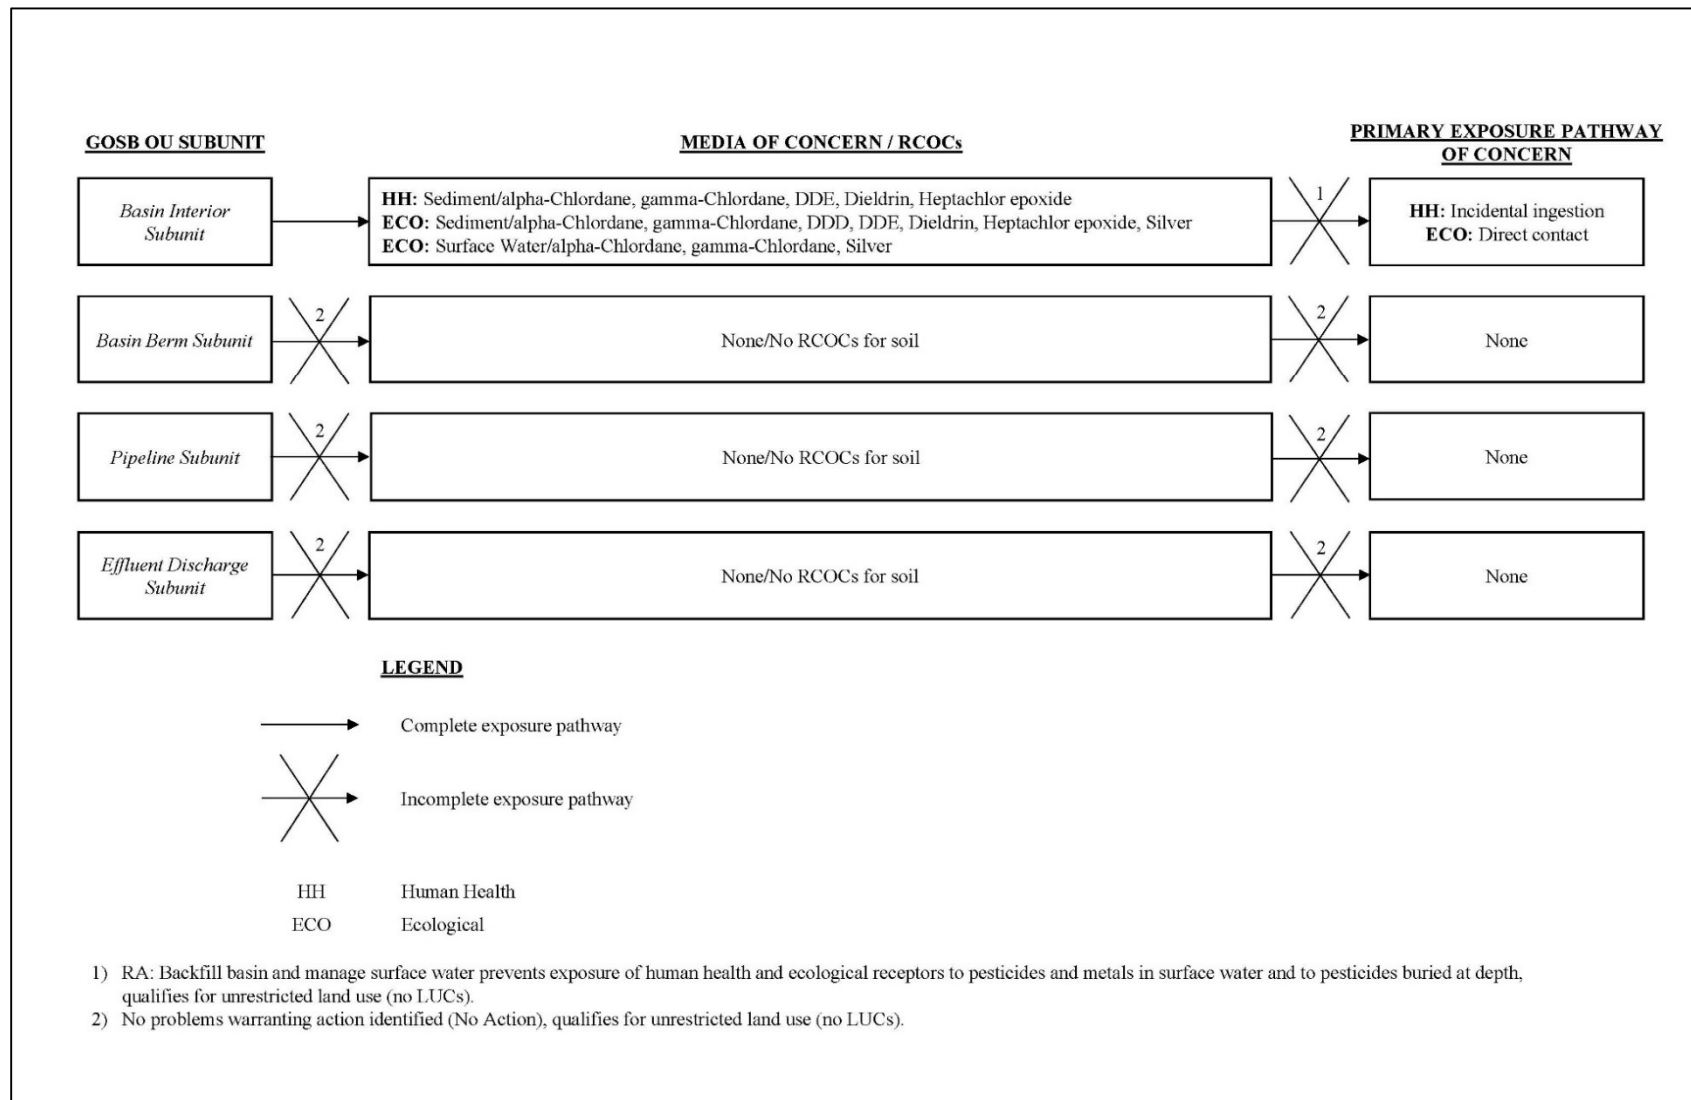 GOSB OU SUBUNIT
MEDIA OF CONCERN / RCOCs
PRIMARY EXPOSURE PATHWAY
OF CONCERN
Basin Interior
Subunit
HH: Sediment/alpha-Chlordane, gamma-Chlordane, DDE, Dieldrin, Heptachlor epoxide
ECO: Sediment/alpha-Chlordane, gamma-Chlordane, DDD, DDE, Dieldrin, Heptachlor epoxide, Silver
ECO: Surface Water/alpha-Chlordane, gamma-Chlordane, Silver
1
HH: Incidental ingestion
ECO: Direct contact
Basin Berm Subunit
2
None/No RCOCs for soil
2
None
Pipeline Subunit
2
None/No RCOCs for soil
2
None
Effluent Discharge
Subunit
2
None/No RCOCs for soil
2
None
LEGEND
Complete exposure pathway
Incomplete exposure pathway
HH Human Health
ECO Ecological
1) RA: Backfill basin and manage surface water prevents exposure of human health and ecological receptors to pesticides and metals in surface water and to pesticides buried at depth,
qualifies for unrestricted land use (no LUCs).
2) No problems warranting action identified (No Action), qualifies for unrestricted land use (no LUCs).